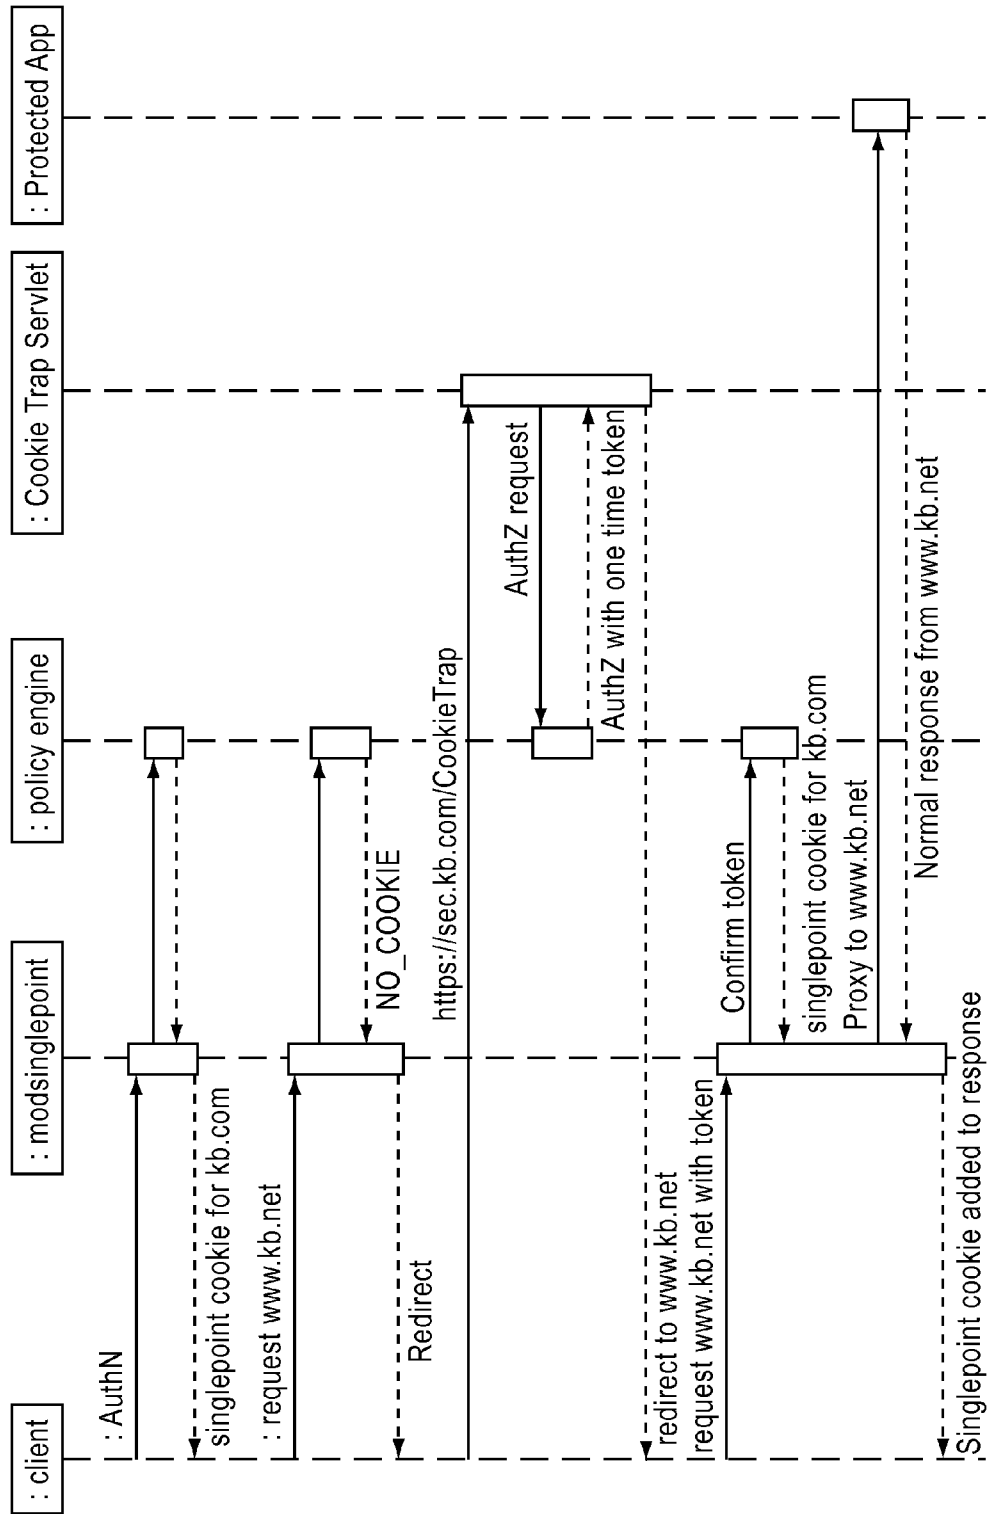 : client
: modsinglepoint
: policy engine
: Cookie Trap Servlet
: Protected App
: AuthN
singlepoint cookie for kb.com
: request www.kb.net
NO_COOKIE
Redirect
https://sec.kb.com/CookieTrap
AuthZ request
AuthZ with one time token
redirect to www.kb.net
request www.kb.net with token
Confirm token
singlepoint cookie for kb.com
Proxy to www.kb.net
Normal response from www.kb.net
Singlepoint cookie added to response